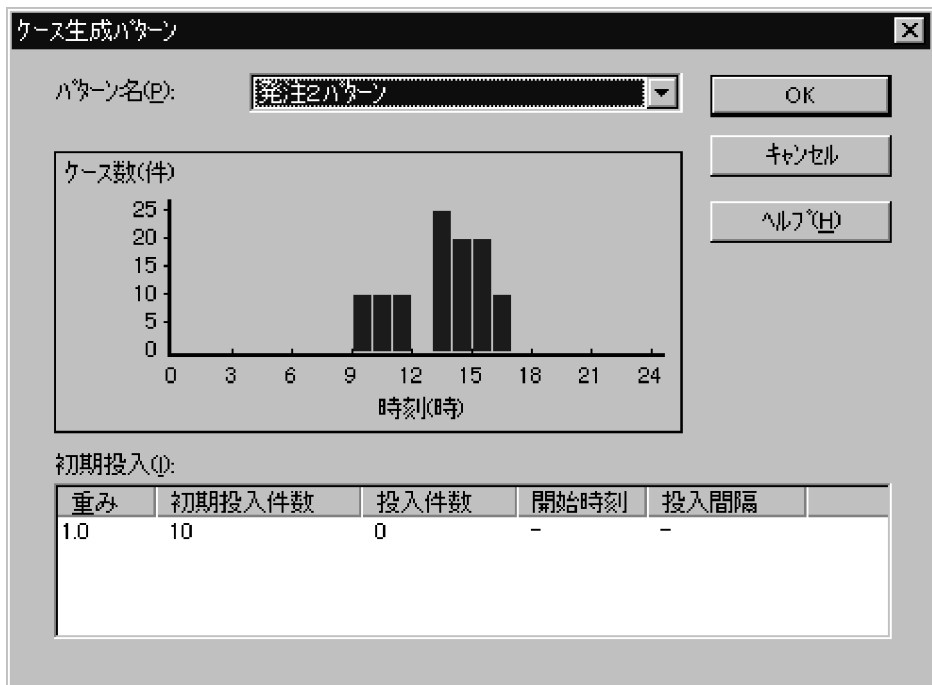 ケース生成パターン
パターン名(P): 発注2パターン
OK
キャンセル
ヘルプ(H)
ケース数(件)
25
20
15
10
5
0
0 3 6 9 12 15 18 21 24
時刻(時)
初期投入(I):
重み 初期投入件数 投入件数 開始時刻 投入間隔
1.0 10 0 - -